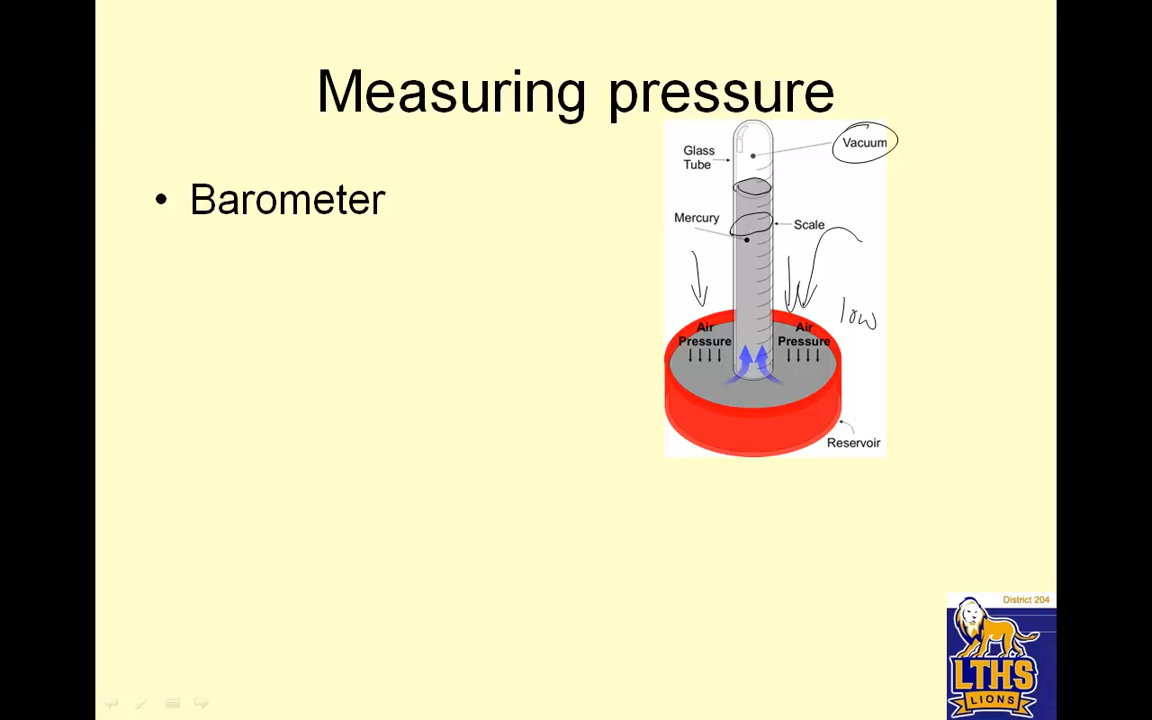 Measuring pressure
• Barometer
Glass
Tube
Vacuum
Mercury
Scale
low
Air
Pressure
Air
Pressure
Reservoir
District 204
LTHS
LIONS